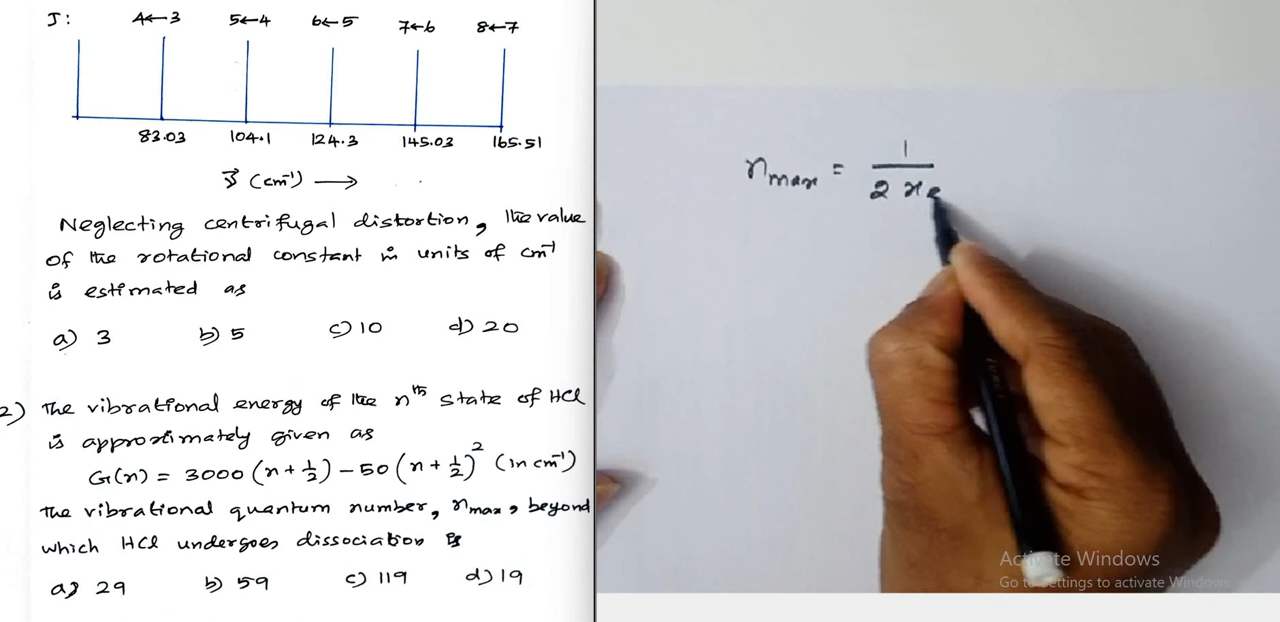 J: 4←3 5←4 6←5 7←6 8←7
83.03 104.1 124.3 145.03 165.51
ν̄ (cm⁻¹) →
Neglecting centrifugal distortion, the value
of the rotational constant in units of cm⁻¹
is estimated as
a) 3 b) 5 c) 10 d) 20
2) The vibrational energy of the nᵗʰ state of HCl
is approximately given as
G(n) = 3000 (n + ½) − 50 (n + ½)² (in cm⁻¹)
The vibrational quantum number, nmax, beyond
which HCl undergoes dissociation is
a) 29 b) 59 c) 119 d) 19
nmax = 1 / 2 xe
Activate Windows
Go to Settings to activate Windows